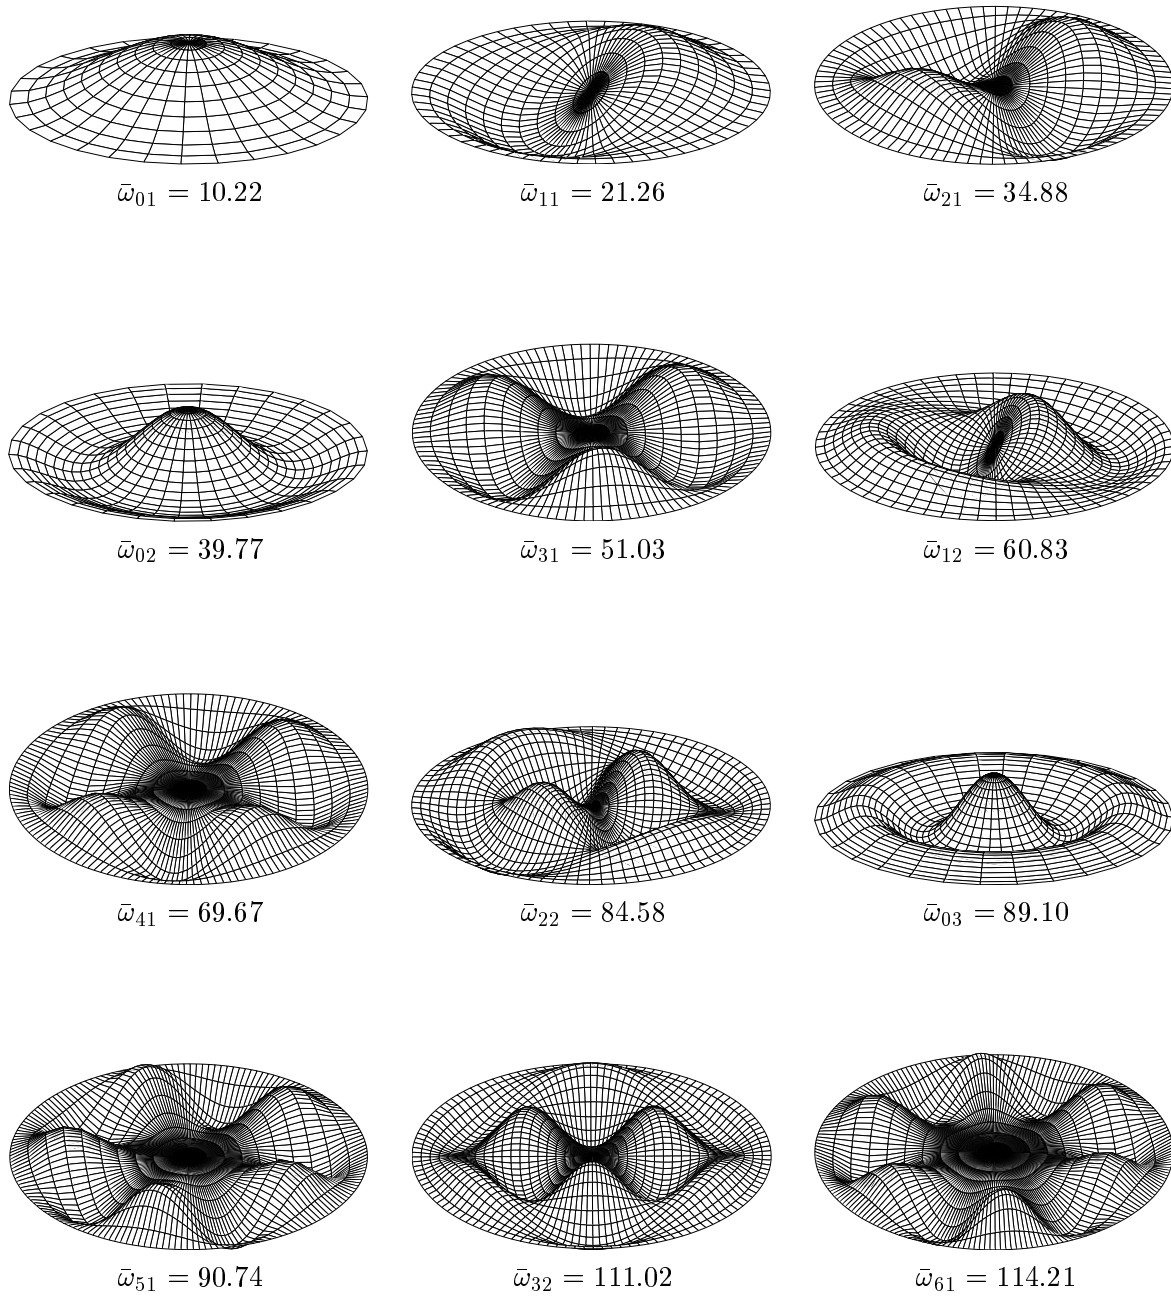 ω̄₀₁ = 10.22
ω̄₁₁ = 21.26
ω̄₂₁ = 34.88
ω̄₀₂ = 39.77
ω̄₃₁ = 51.03
ω̄₁₂ = 60.83
ω̄₄₁ = 69.67
ω̄₂₂ = 84.58
ω̄₀₃ = 89.10
ω̄₅₁ = 90.74
ω̄₃₂ = 111.02
ω̄₆₁ = 114.21